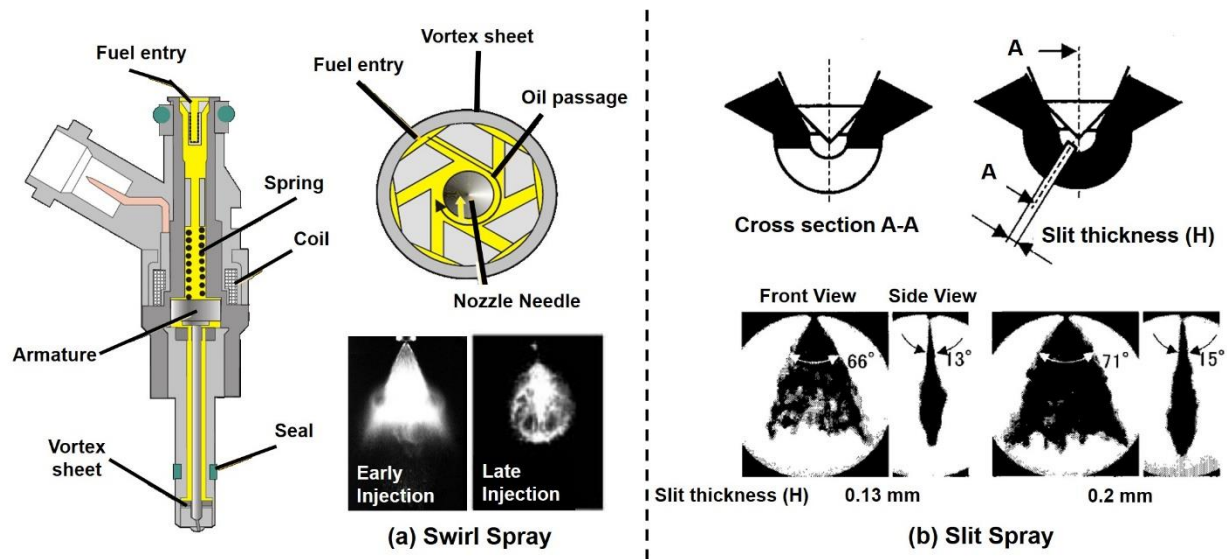 Fuel entry
Spring
Coil
Armature
Vortex
sheet
Seal
Vortex sheet
Fuel entry
Oil passage
Nozzle Needle
Early
Injection
Late
Injection
(a) Swirl Spray
A
A
Cross section A-A
Slit thickness (H)
Front View
Side View
66°
13°
71°
15°
Slit thickness (H)
0.13 mm
0.2 mm
(b) Slit Spray